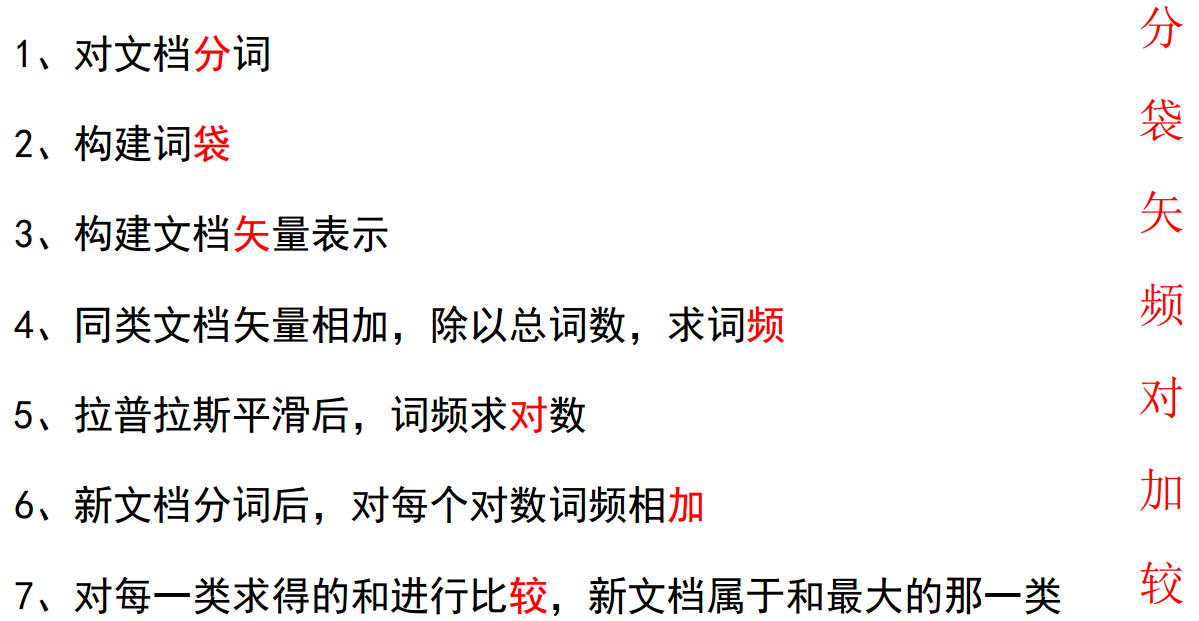 1、对文档分词
分
2、构建词袋
袋
3、构建文档矢量表示
矢
4、同类文档矢量相加，除以总词数，求词频
频
5、拉普拉斯平滑后，词频求对数
对
6、新文档分词后，对每个对数词频相加
加
7、对每一类求得的和进行比较，新文档属于和最大的那一类
较